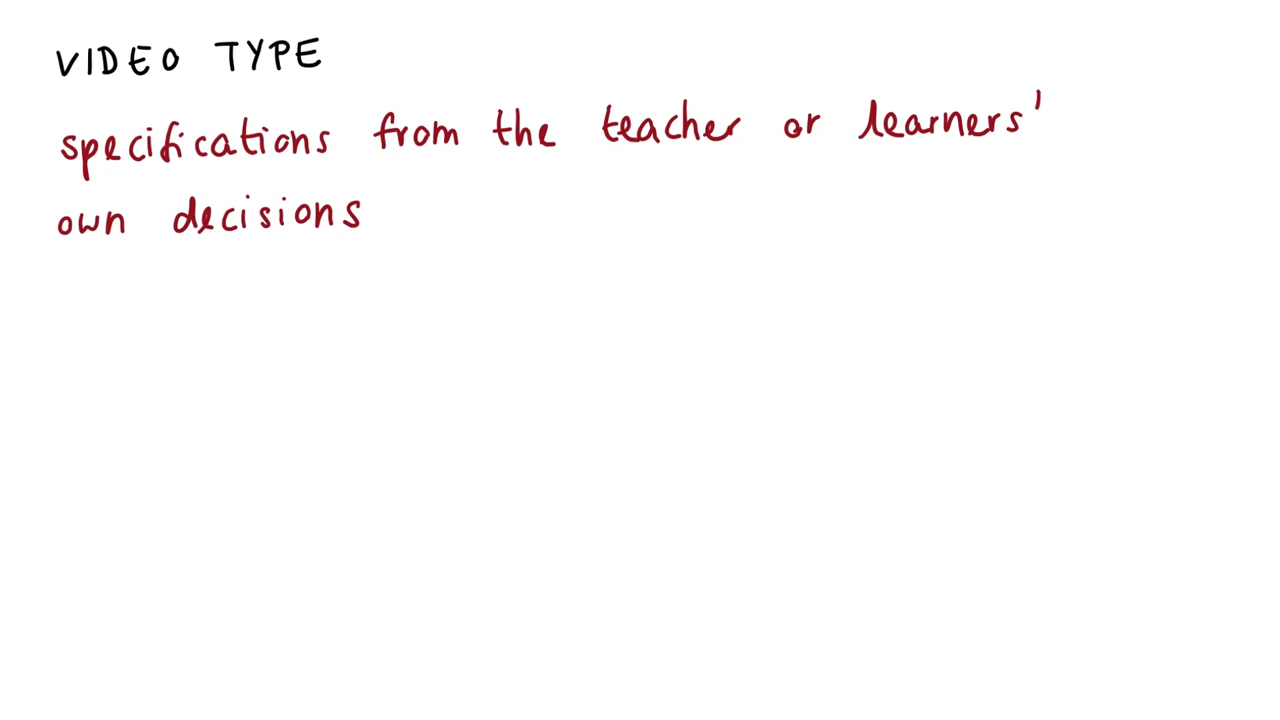 VIDEO TYPE
specifications from the teacher or learners'
own decisions